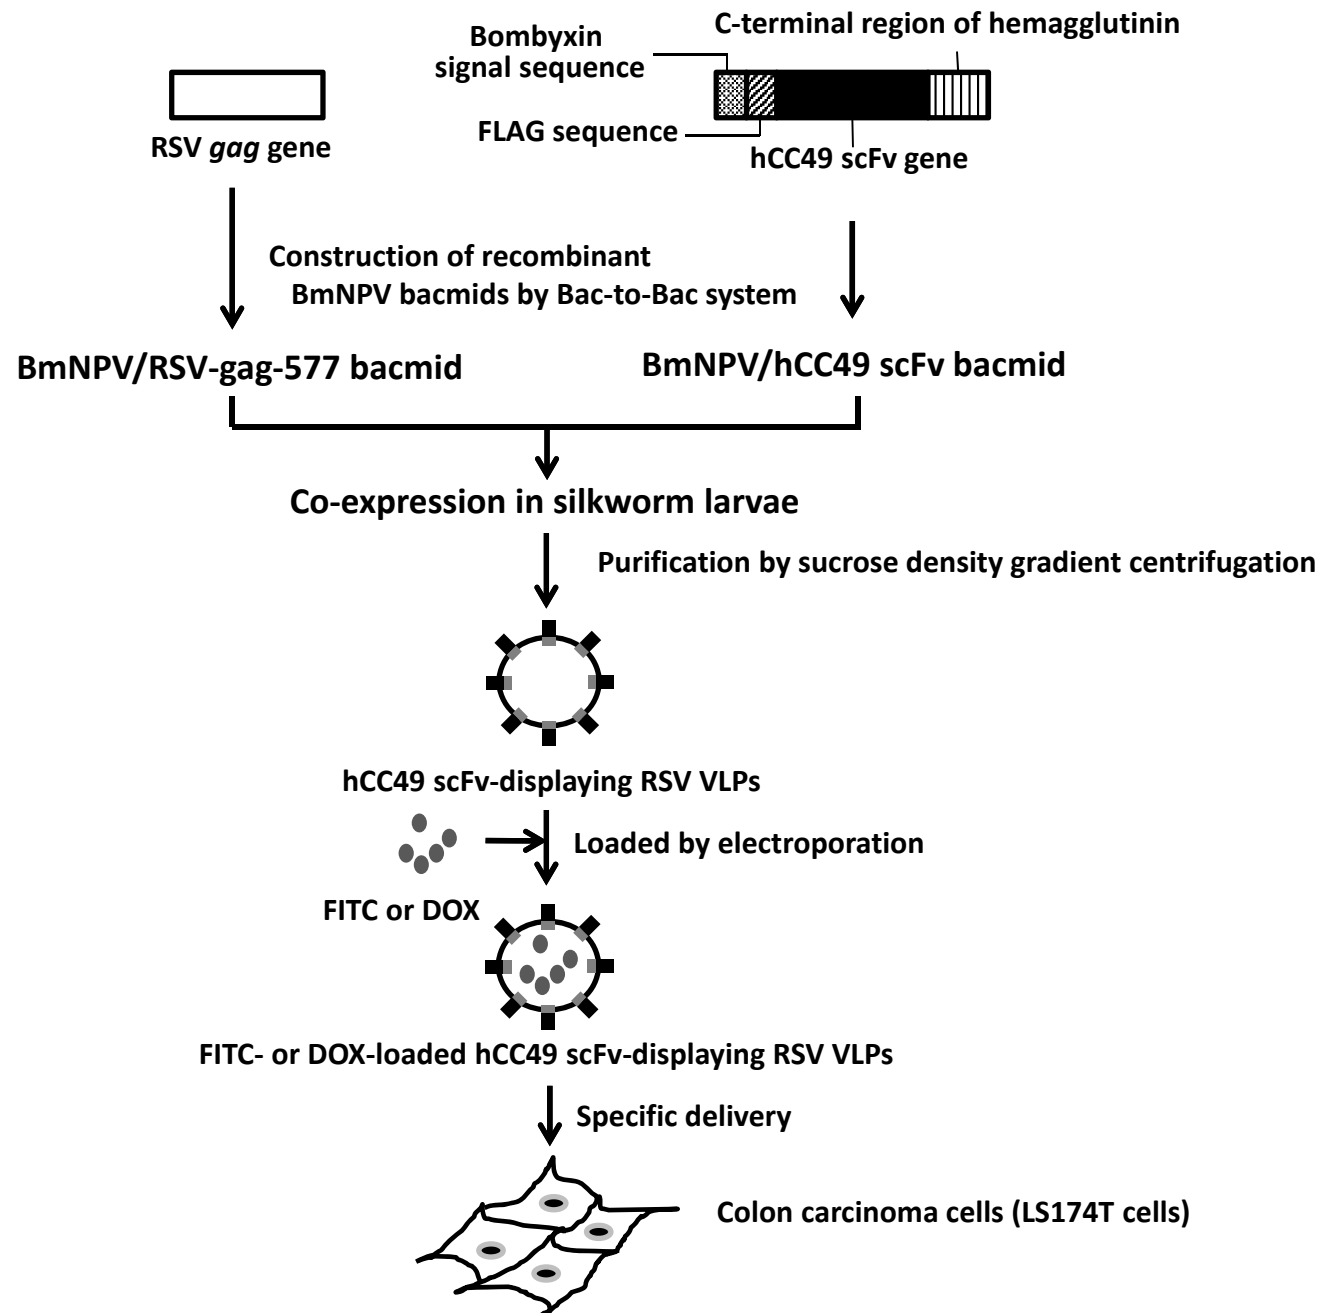 Bombyxin
signal sequence
C-terminal region of hemagglutinin
FLAG sequence
RSV gag gene
hCC49 scFv gene
Construction of recombinant
BmNPV bacmids by Bac-to-Bac system
BmNPV/RSV-gag-577 bacmid
BmNPV/hCC49 scFv bacmid
Co-expression in silkworm larvae
Purification by sucrose density gradient centrifugation
hCC49 scFv-displaying RSV VLPs
Loaded by electroporation
FITC or DOX
FITC- or DOX-loaded hCC49 scFv-displaying RSV VLPs
Specific delivery
Colon carcinoma cells (LS174T cells)